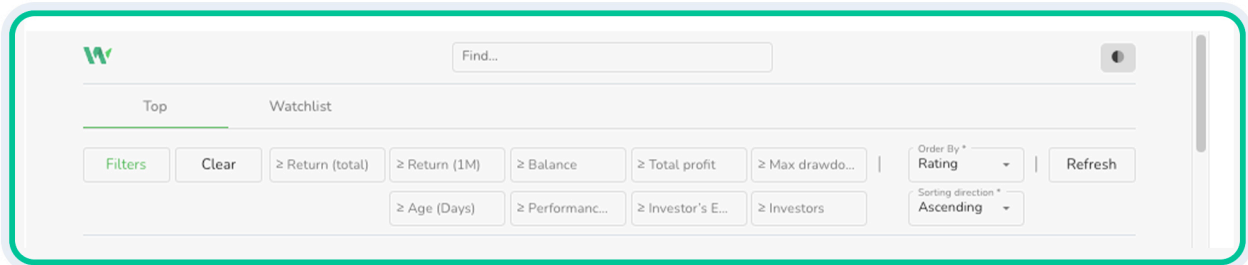 W
Find...
Top Watchlist
Filters Clear ≥ Return (total) ≥ Return (1M) ≥ Balance ≥ Total profit ≥ Max drawdo... | Order By * Rating | Refresh
≥ Age (Days) ≥ Performanc... ≥ Investor's E... ≥ Investors Sorting direction * Ascending